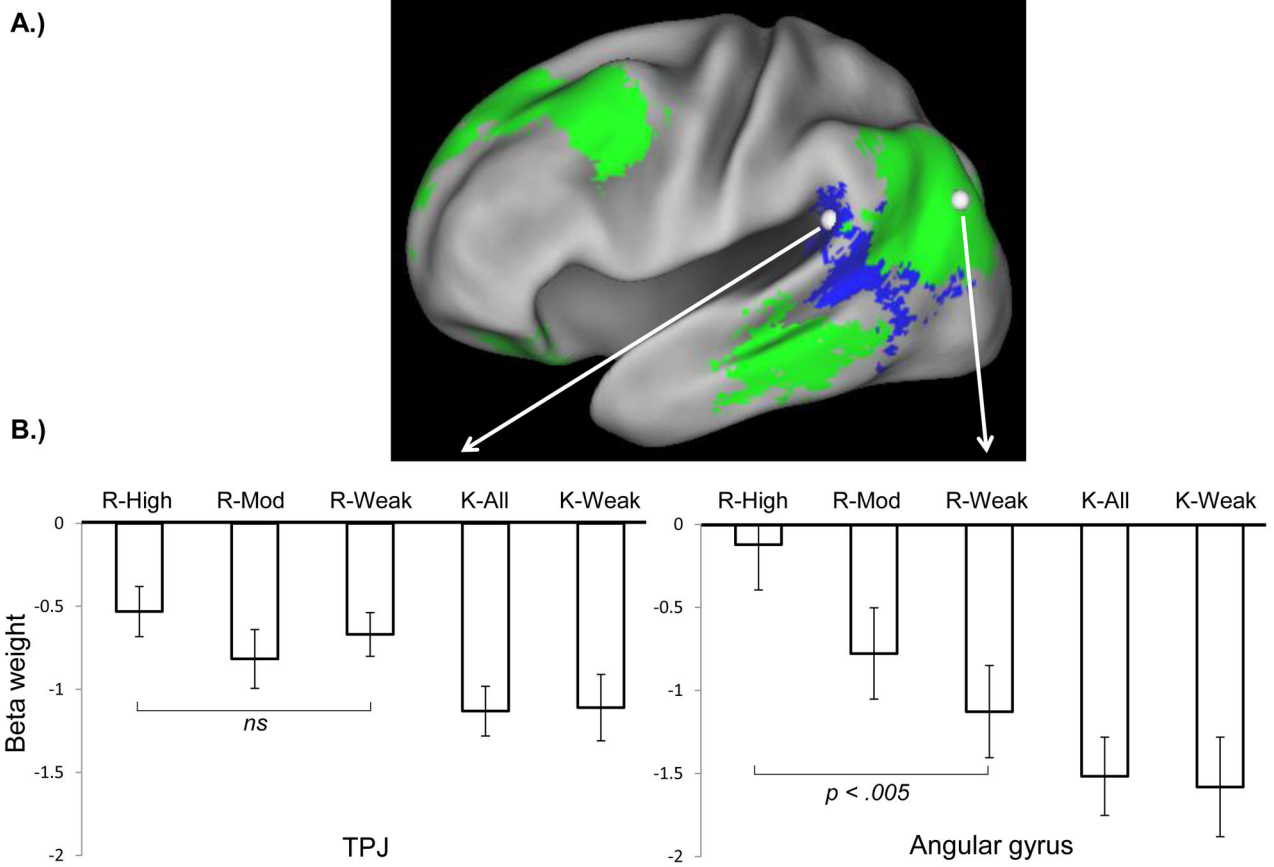 A.)
B.)
R-High R-Mod R-Weak K-All K-Weak
0
-0.5
-1
-1.5
-2
Beta weight
ns
TPJ
R-High R-Mod R-Weak K-All K-Weak
0
-0.5
-1
-1.5
-2
p < .005
Angular gyrus